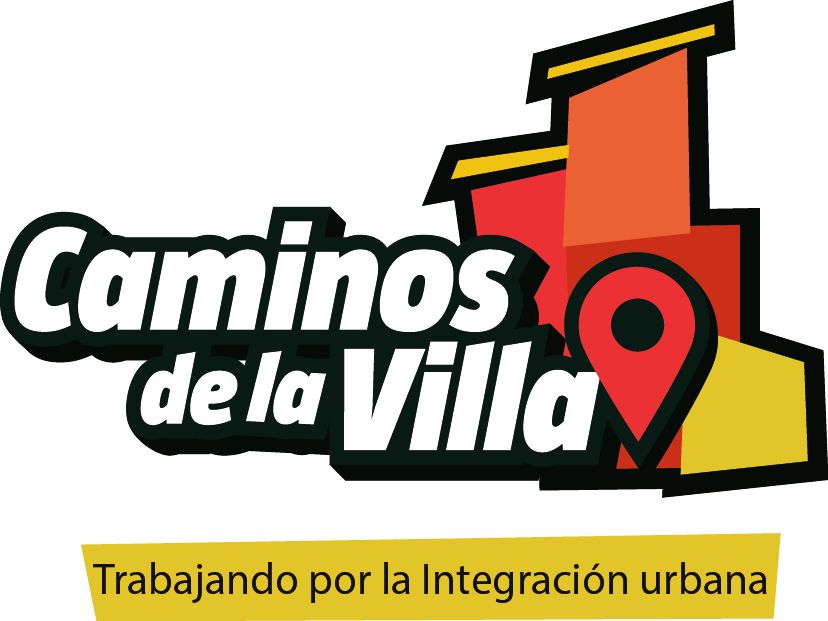 Caminos
de la Villa
Trabajando por la Integración urbana